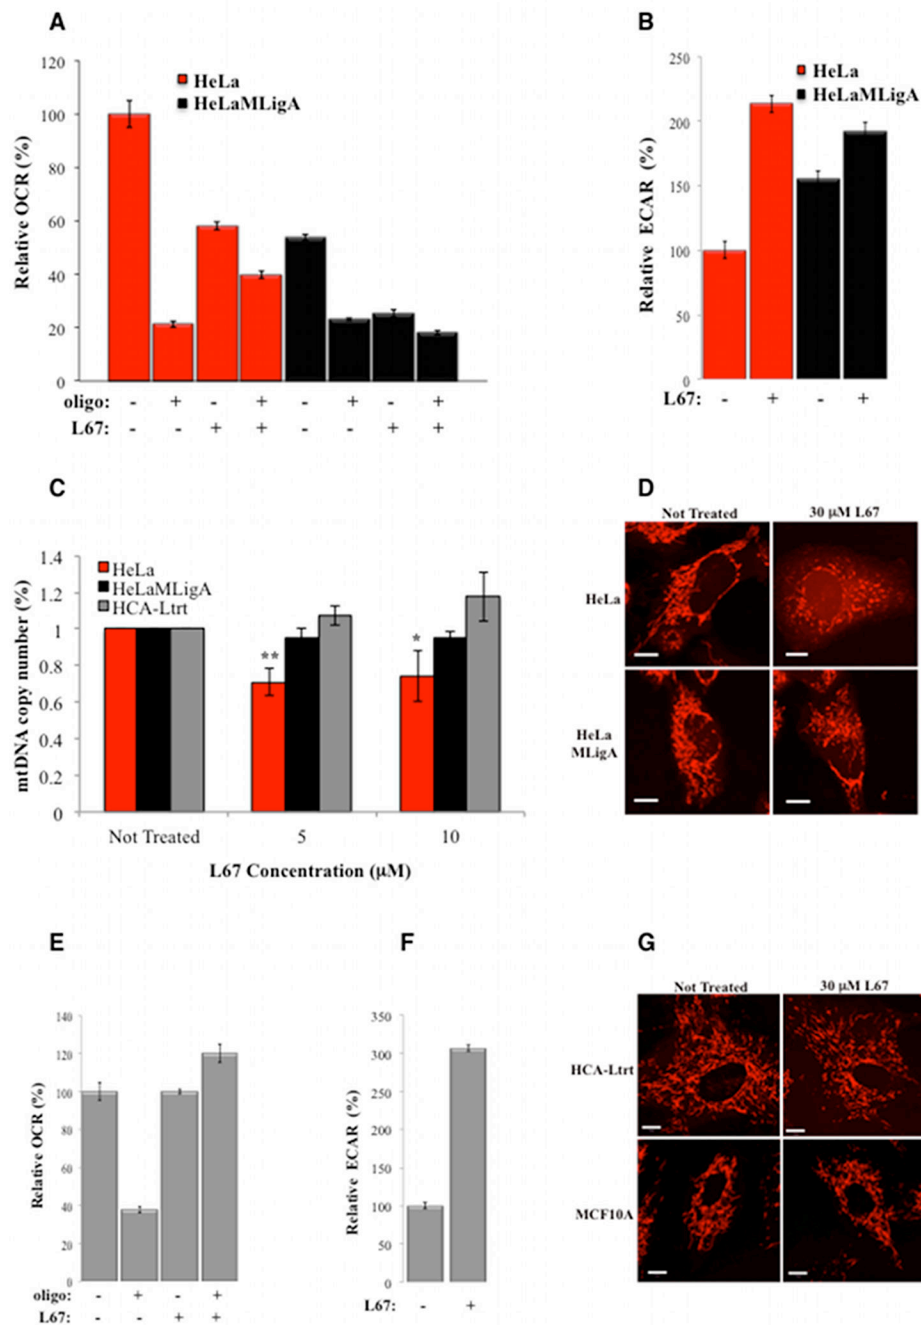 A
Relative OCR (%)
120
100
80
60
40
20
0
HeLa
HeLaMLigA
oligo: - + - + - + - +
L67: - - + + - - + +
B
Relative ECAR (%)
250
200
150
100
50
0
HeLa
HeLaMLigA
L67: - + - +
C
mtDNA copy number (%)
1.4
1.2
1
0.8
0.6
0.4
0.2
0
HeLa
HeLaMLigA
HCA-Ltrt
**
*
Not Treated 5 10
L67 Concentration (μM)
D
Not Treated 30 μM L67
HeLa
HeLa
MLigA
E
Relative OCR (%)
140
120
100
80
60
40
20
0
oligo: - + - +
L67: - - + +
F
Relative ECAR (%)
350
300
250
200
150
100
50
0
L67: - +
G
Not Treated 30 μM L67
HCA-Ltrt
MCF10A